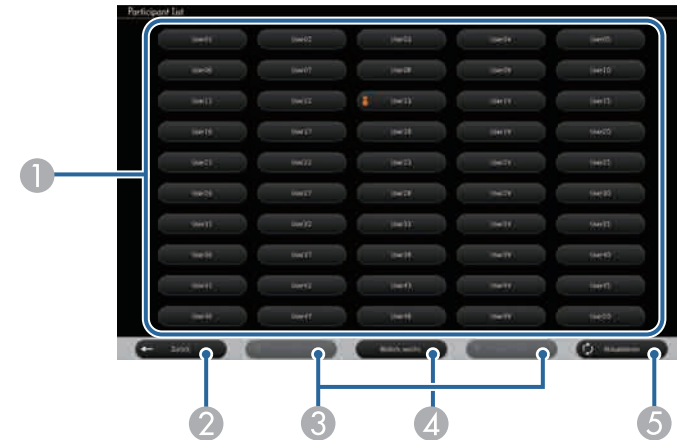 Participant List
User01 User02 User03 User04 User05
User06 User07 User08 User09 User10
User11 User12 User13 User14 User15
User16 User17 User18 User19 User20
User21 User22 User23 User24 User25
User26 User27 User28 User29 User30
User31 User32 User33 User34 User35
User36 User37 User38 User39 User40
User41 User42 User43 User44 User45
User46 User47 User48 User49 User50
Zurück
Aktualisieren
1
2
3
4
5